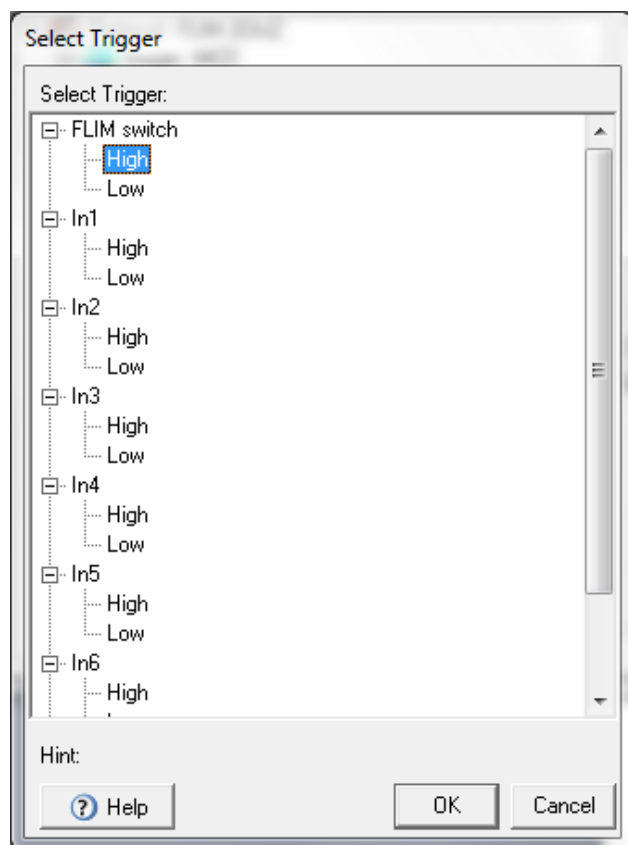 Select Trigger
Select Trigger:
FLIM switch
High
Low
In1
High
Low
In2
High
Low
In3
High
Low
In4
High
Low
In5
High
Low
In6
High
Hint:
Help
OK
Cancel